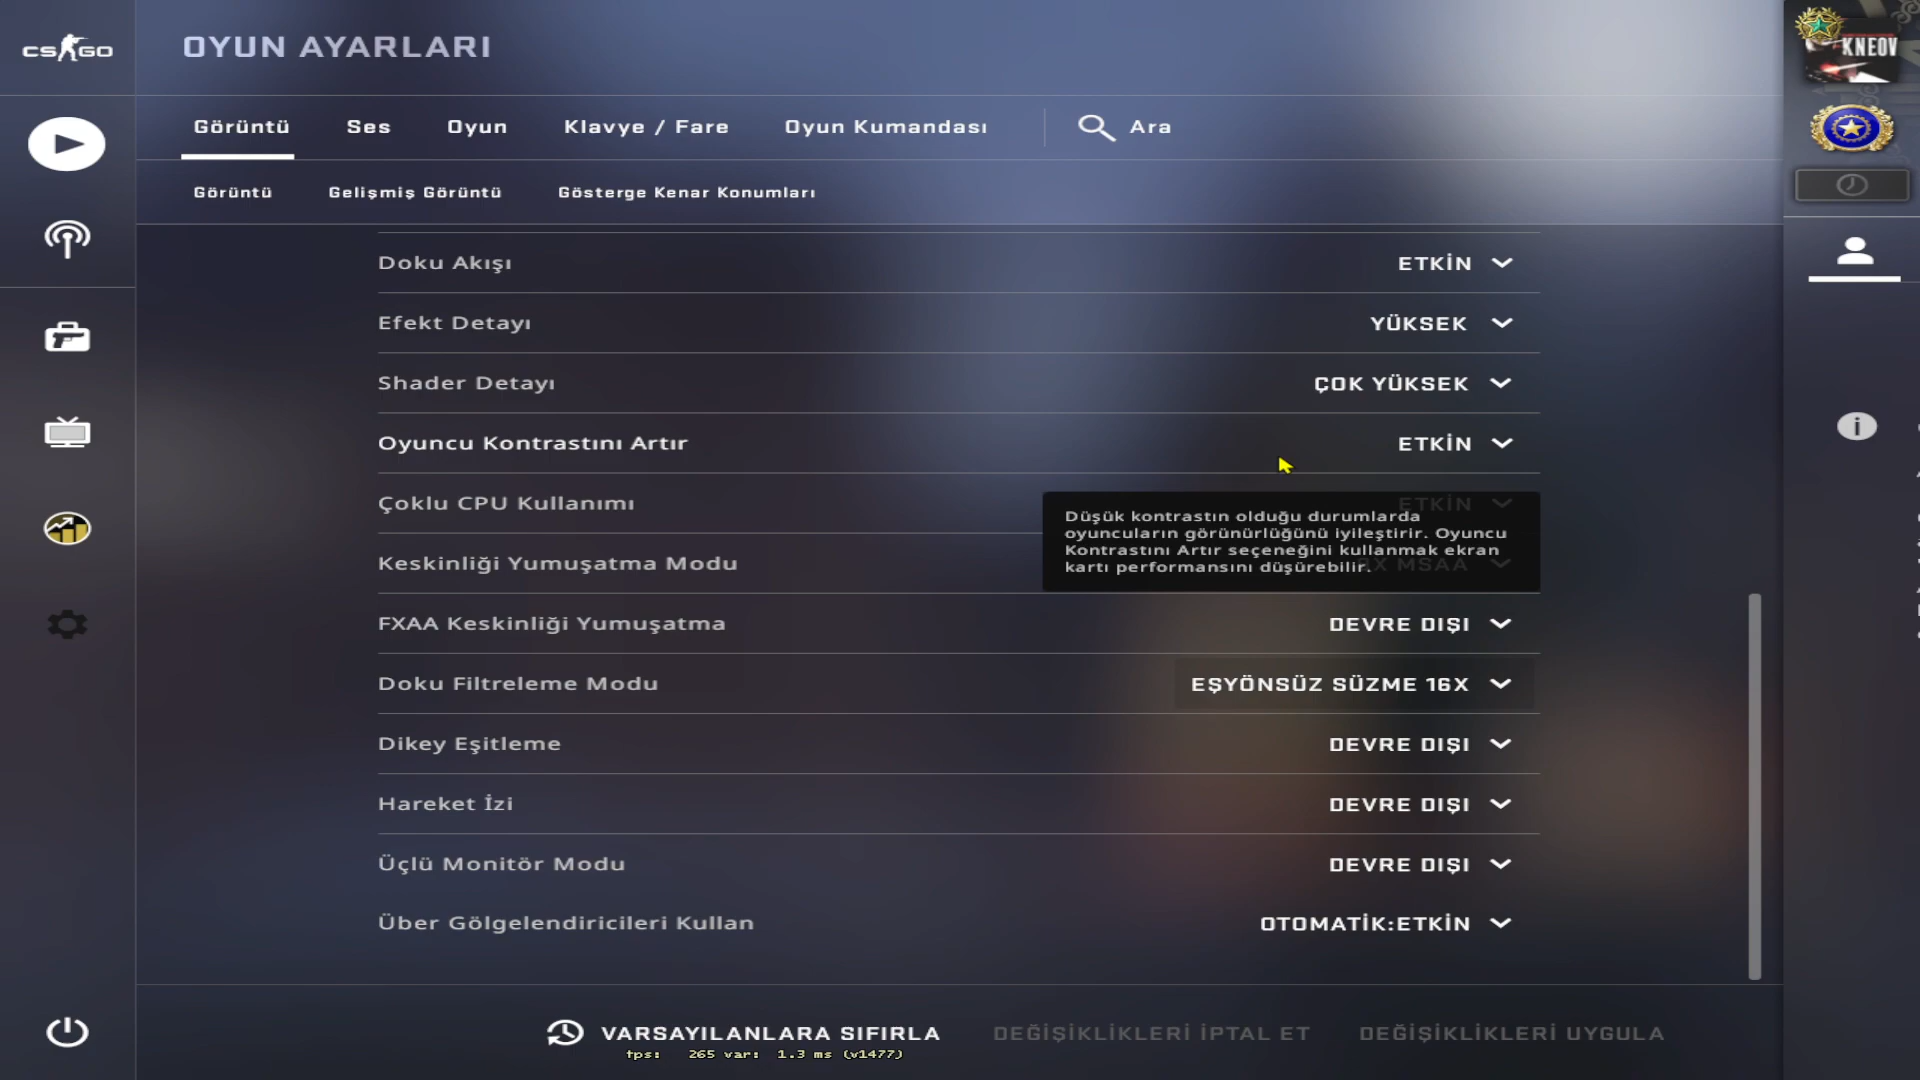 CS GO
OYUN AYARLARI
KNEOV
Görüntü Ses Oyun Klavye / Fare Oyun Kumandası Ara
Görüntü Gelişmiş Görüntü Gösterge Kenar Konumları
Doku Akışı ETKİN
Efekt Detayı YÜKSEK
Shader Detayı ÇOK YÜKSEK
Oyuncu Kontrastını Artır ETKİN
Çoklu CPU Kullanımı ETKİN
Düşük kontrastın olduğu durumlarda
oyuncuların görünürlüğünü iyileştirir. Oyuncu
Kontrastını Artır seçeneğini kullanmak ekran
kartı performansını düşürebilir.
Keskinliği Yumuşatma Modu MSAA
FXAA Keskinliği Yumuşatma DEVRE DIŞI
Doku Filtreleme Modu EŞYÖNSÜZ SÜZME 16X
Dikey Eşitleme DEVRE DIŞI
Hareket İzi DEVRE DIŞI
Üçlü Monitör Modu DEVRE DIŞI
Über Gölgelendiricileri Kullan OTOMATİK:ETKİN
VARSAYILANLARA SIFIRLA DEĞİŞİKLİKLERİ İPTAL ET DEĞİŞİKLİKLERİ UYGULA
fps: 265 var: 1.3 ms (v1477)